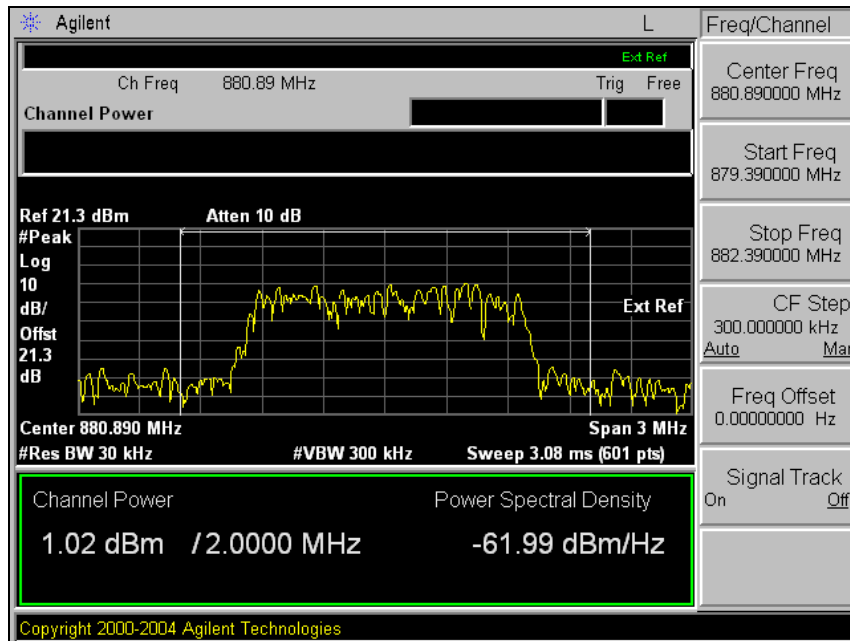 Agilent L Freq/Channel
Ext Ref
Ch Freq 880.89 MHz Trig Free
Channel Power
Center Freq
880.890000 MHz
Start Freq
879.390000 MHz
Stop Freq
882.390000 MHz
CF Step
300.000000 kHz
Auto Man
Freq Offset
0.00000000 Hz
Signal Track
On Off
Ref 21.3 dBm Atten 10 dB
#Peak
Log
10
dB/
Offst
21.3
dB
Ext Ref
Center 880.890 MHz Span 3 MHz
#Res BW 30 kHz #VBW 300 kHz Sweep 3.08 ms (601 pts)
Channel Power Power Spectral Density
1.02 dBm /2.0000 MHz -61.99 dBm/Hz
Copyright 2000-2004 Agilent Technologies